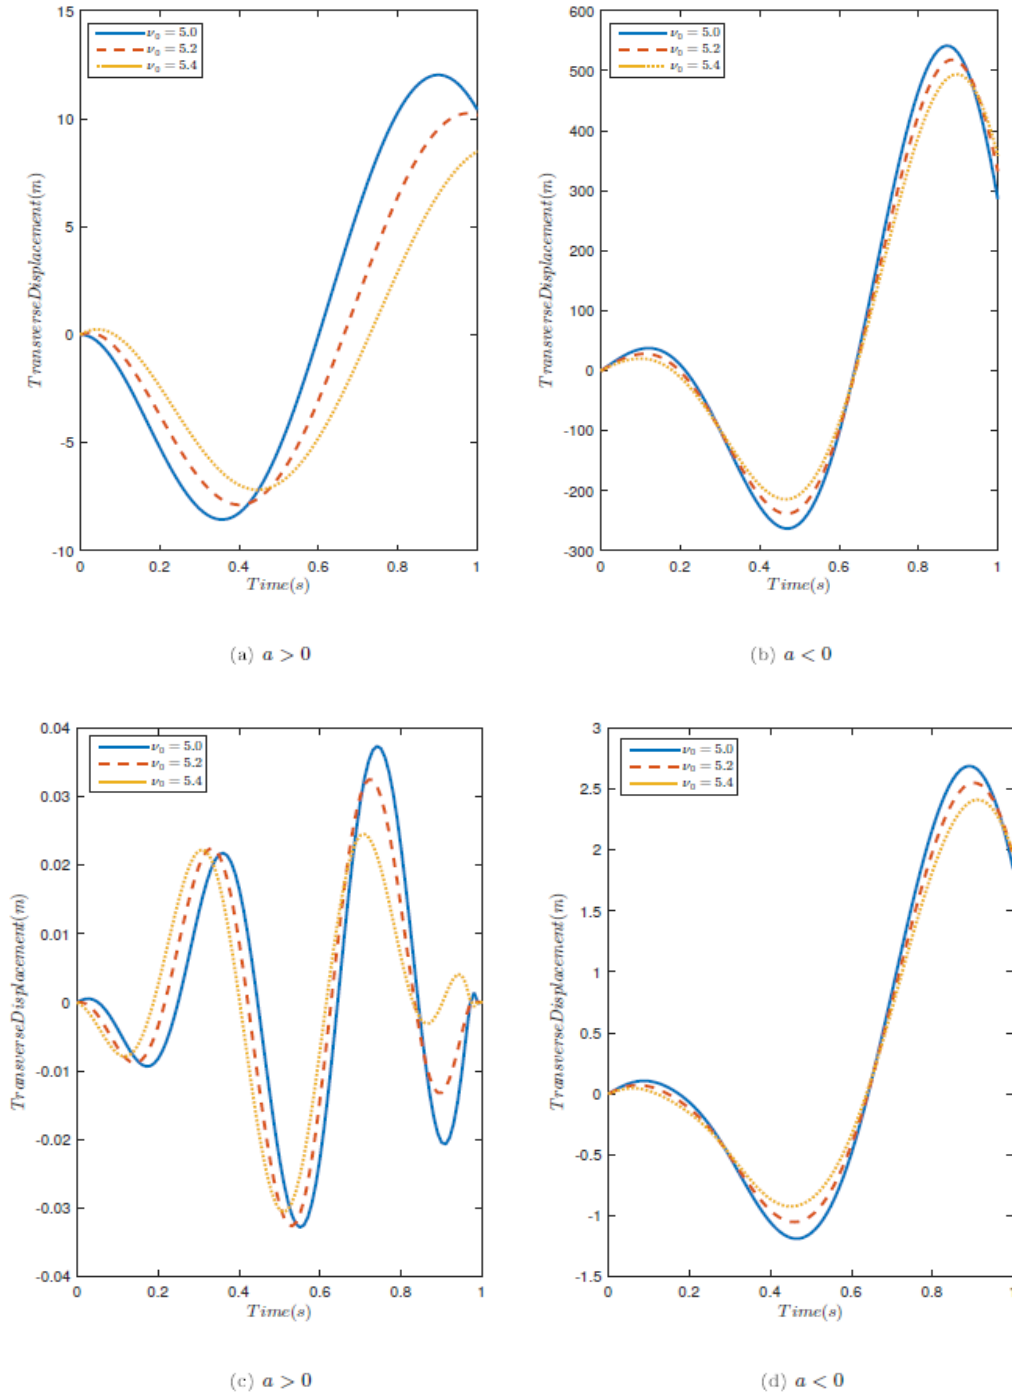 15
10
5
0
-5
-10
ν₀ = 5.0
ν₀ = 5.2
ν₀ = 5.4
TransverseDisplacement(m)
0 0.2 0.4 0.6 0.8 1
Time(s)
(a) a > 0
600
500
400
300
200
100
0
-100
-200
-300
ν₀ = 5.0
ν₀ = 5.2
ν₀ = 5.4
TransverseDisplacement(m)
0 0.2 0.4 0.6 0.8 1
Time(s)
(b) a < 0
0.04
0.03
0.02
0.01
0
-0.01
-0.02
-0.03
-0.04
ν₀ = 5.0
ν₀ = 5.2
ν₀ = 5.4
TransverseDisplacement(m)
0 0.2 0.4 0.6 0.8 1
Time(s)
(c) a > 0
3
2.5
2
1.5
1
0.5
0
-0.5
-1
-1.5
ν₀ = 5.0
ν₀ = 5.2
ν₀ = 5.4
TransverseDisplacement(m)
0 0.2 0.4 0.6 0.8 1
Time(s)
(d) a < 0